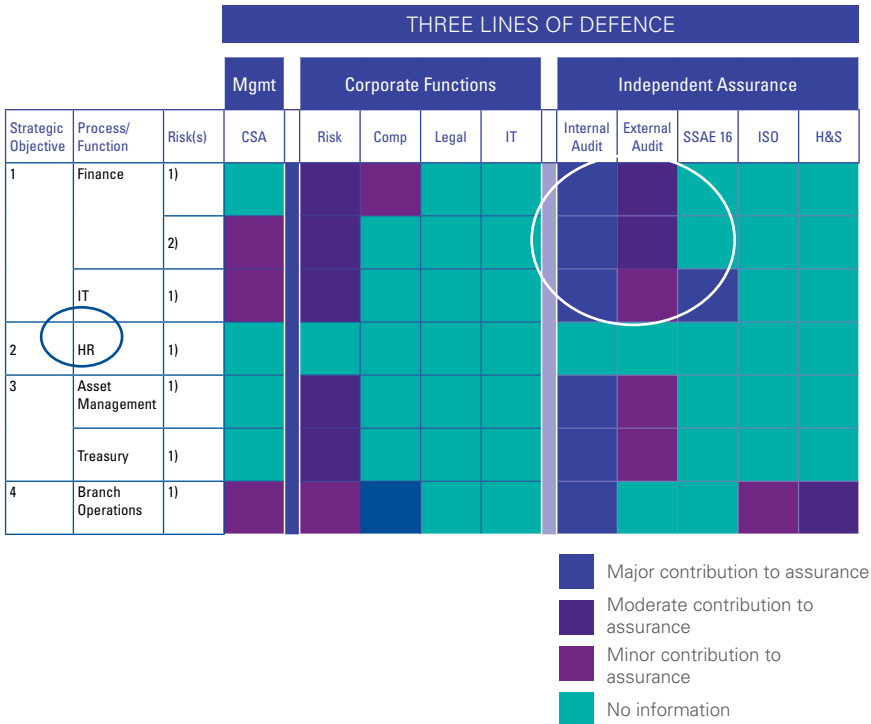 THREE LINES OF DEFENCE
Mgmt
Corporate Functions
Independent Assurance
Strategic
Objective
Process/
Function
Risk(s)
CSA
Risk
Comp
Legal
IT
Internal
Audit
External
Audit
SSAE 16
ISO
H&S
1
Finance
1)
2)
IT
1)
2
HR
1)
3
Asset
Management
1)
Treasury
1)
4
Branch
Operations
1)
Major contribution to assurance
Moderate contribution to
assurance
Minor contribution to
assurance
No information